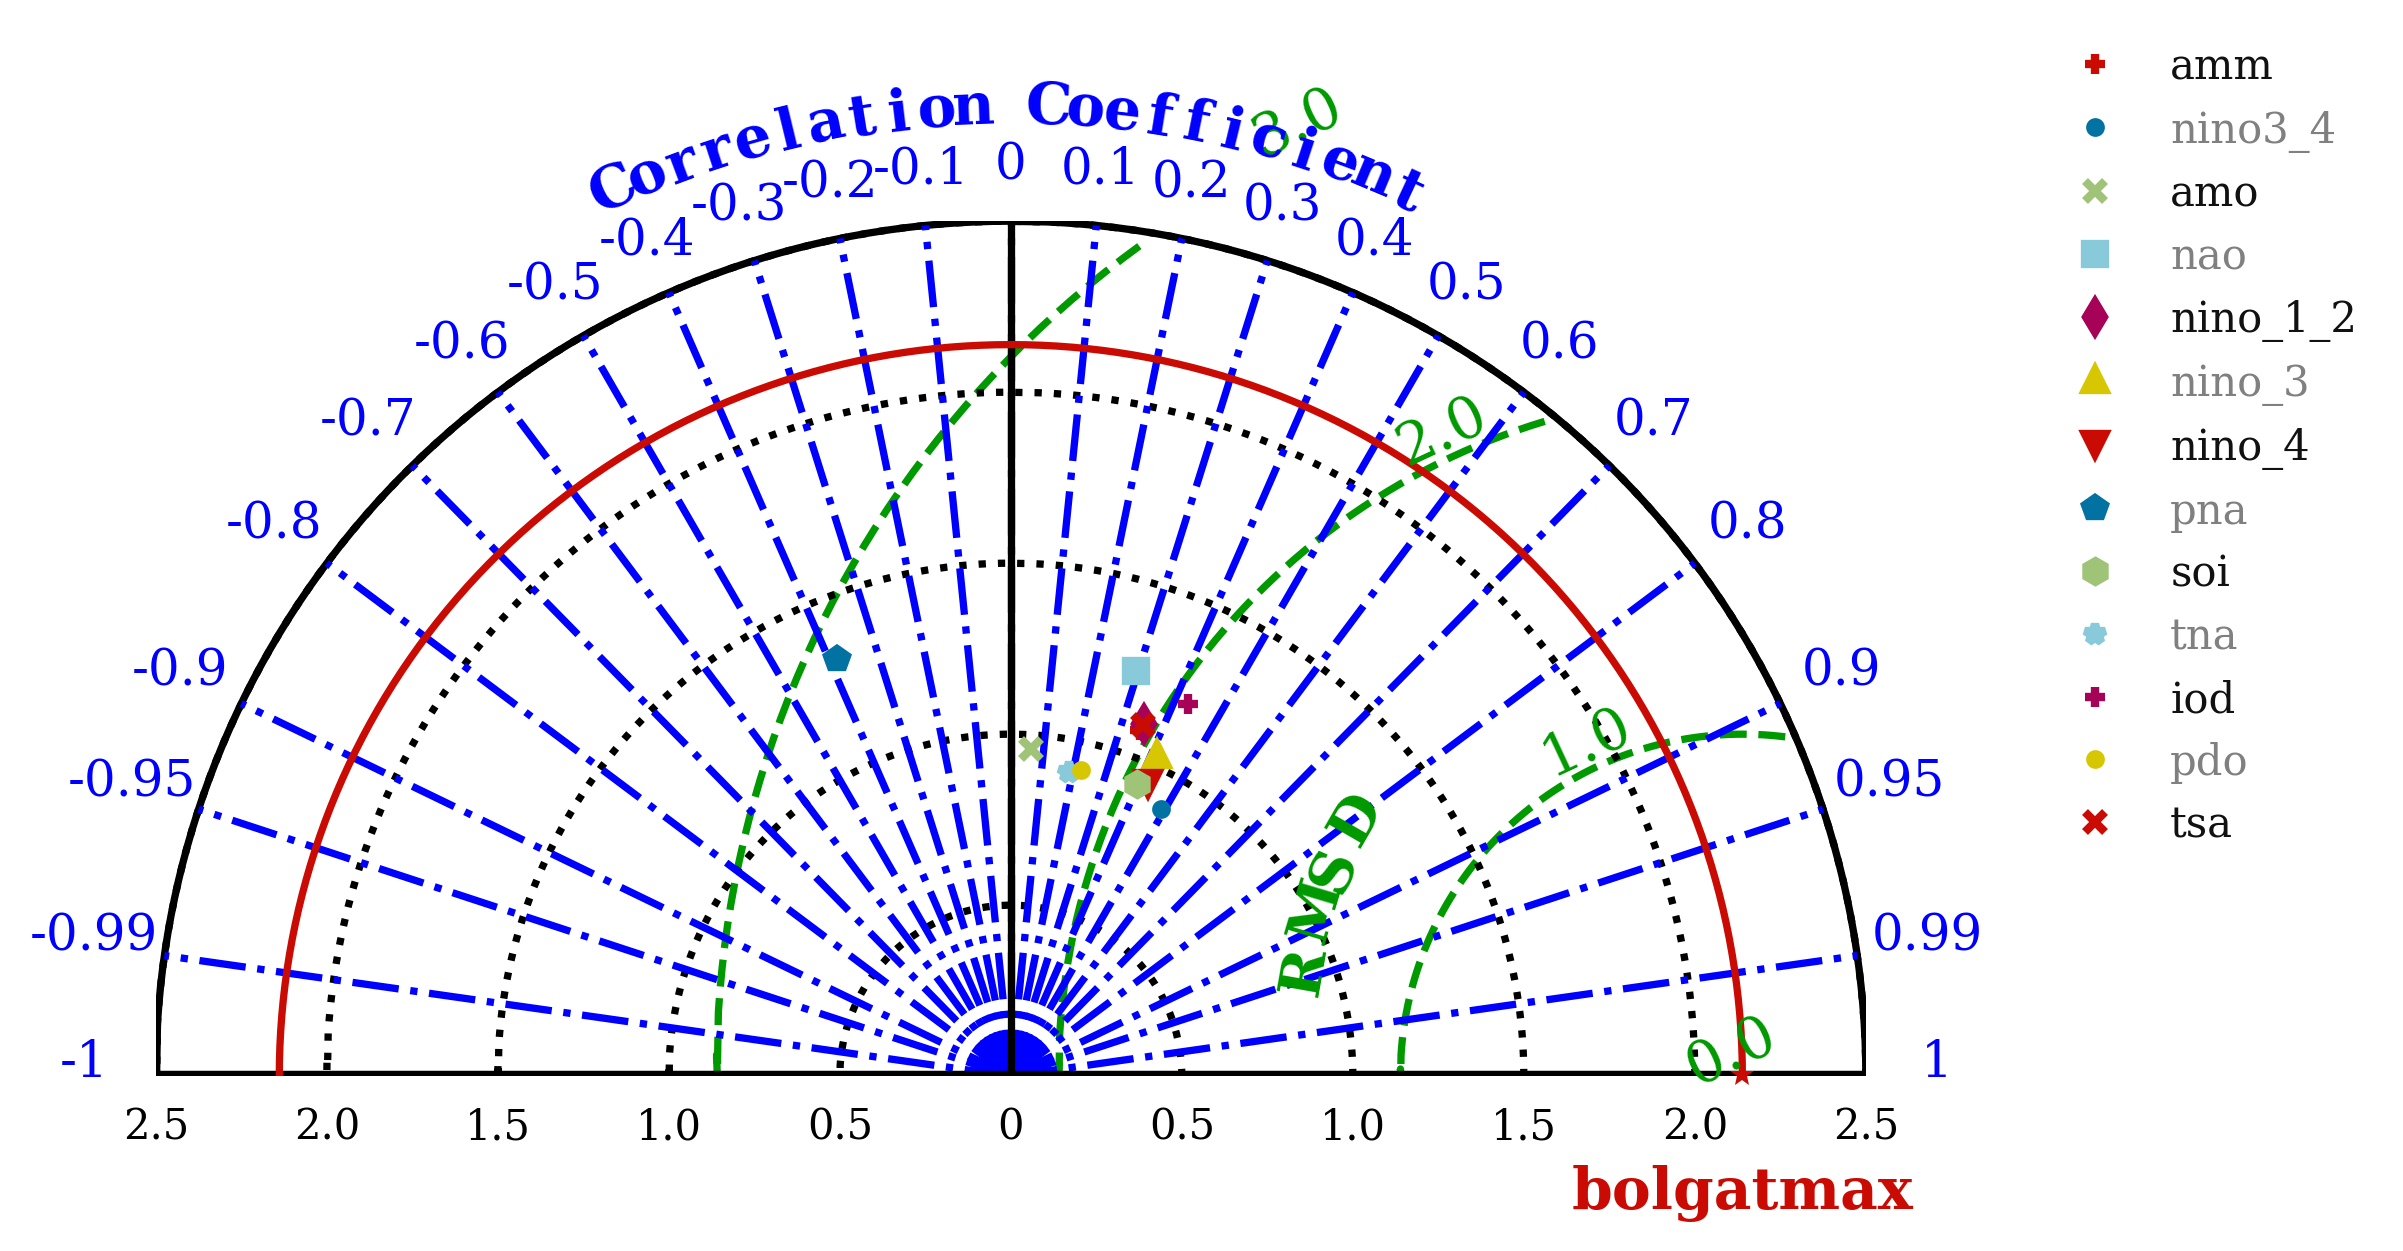 Correlation Coefficient
3.0
-0.4 -0.3 -0.2 -0.1 0 0.1 0.2 0.3 0.4
-0.5 0.5
-0.6 0.6
-0.7 0.7
2.0
-0.8 0.8
-0.9 0.9
1.0
-0.95 0.95
RMSD
-0.99 0.99
0.0
-1 1
2.5 2.0 1.5 1.0 0.5 0 0.5 1.0 1.5 2.0 2.5
bolgatmax
amm
nino3_4
amo
nao
nino_1_2
nino_3
nino_4
pna
soi
tna
iod
pdo
tsa